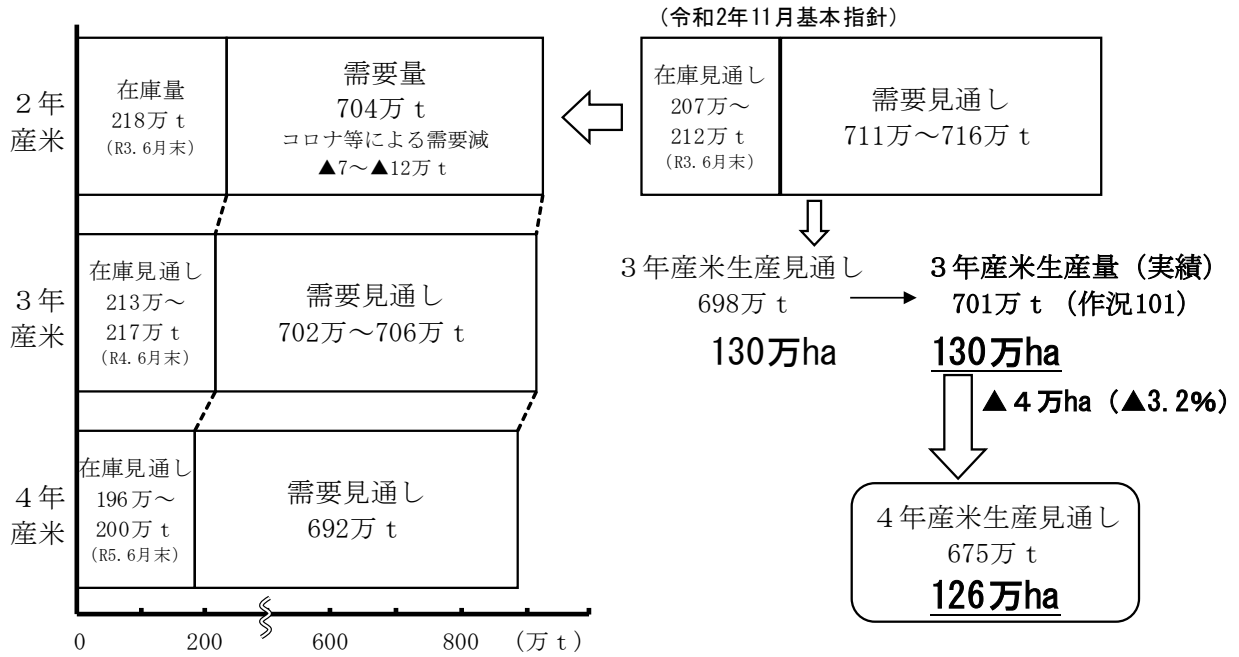 （令和2年11月基本指針）
２年
産米
在庫量
218万ｔ
（R3.6月末）
需要量
704万ｔ
コロナ等による需要減
▲7～▲12万ｔ
在庫見通し
207万～
212万ｔ
（R3.6月末）
需要見通し
711万～716万ｔ
３年
産米
在庫見通し
213万～
217万ｔ
（R4.6月末）
需要見通し
702万～706万ｔ
３年産米生産見通し
698万ｔ
130万ha
３年産米生産量（実績）
701万ｔ（作況101）
130万ha
▲４万ha（▲3.2%）
４年
産米
在庫見通し
196万～
200万ｔ
（R5.6月末）
需要見通し
692万ｔ
４年産米生産見通し
675万ｔ
126万ha
0 200 600 800 （万ｔ）